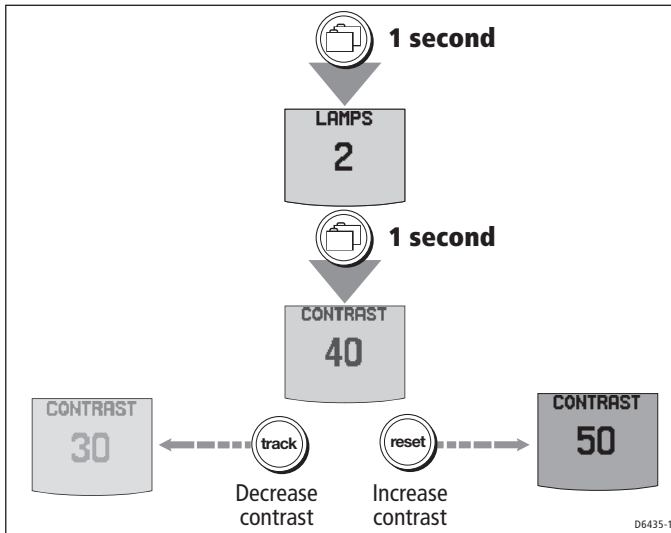 1 second
LAMPS
2
1 second
CONTRAST
40
CONTRAST
30
track
reset
CONTRAST
50
Decrease
contrast
Increase
contrast
D6435-1